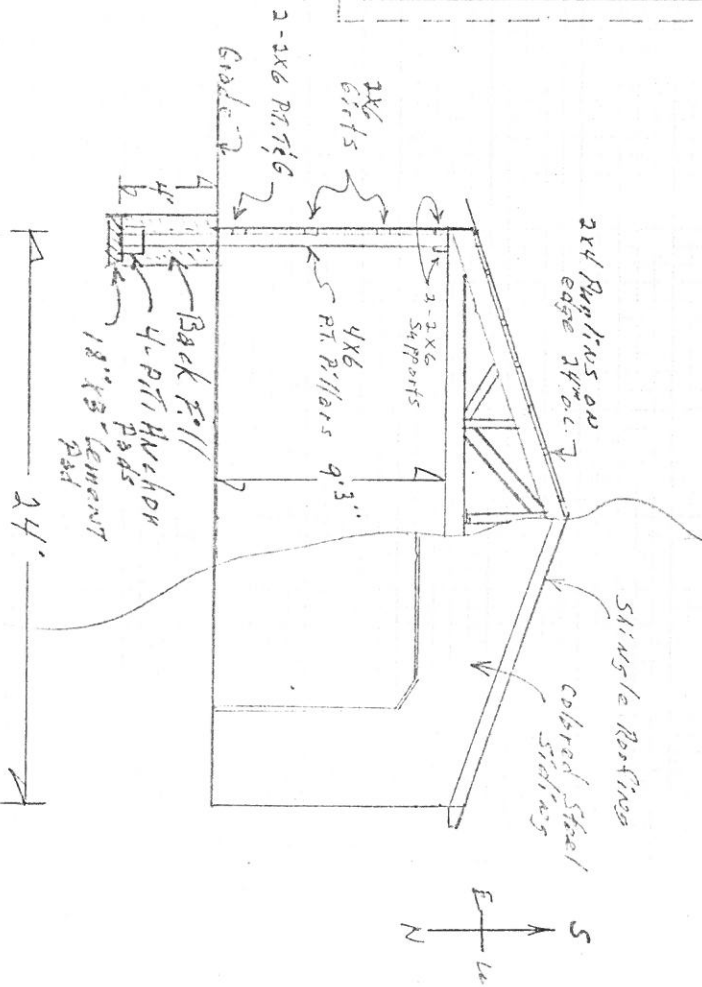 2x4 Purlins on
edge 24" o.c.
Shingle Roofing
Colored Steel
Siding
2x6
Girts
2-2x6 P.T. T&G
Grade
2-2x6
Supports
4x6
P.T. Pillars
9'3"
4'
Back Fill
4-P.T. Anchor
Pads
18" x 8" Cement
Pad
24'
S
E
W
N